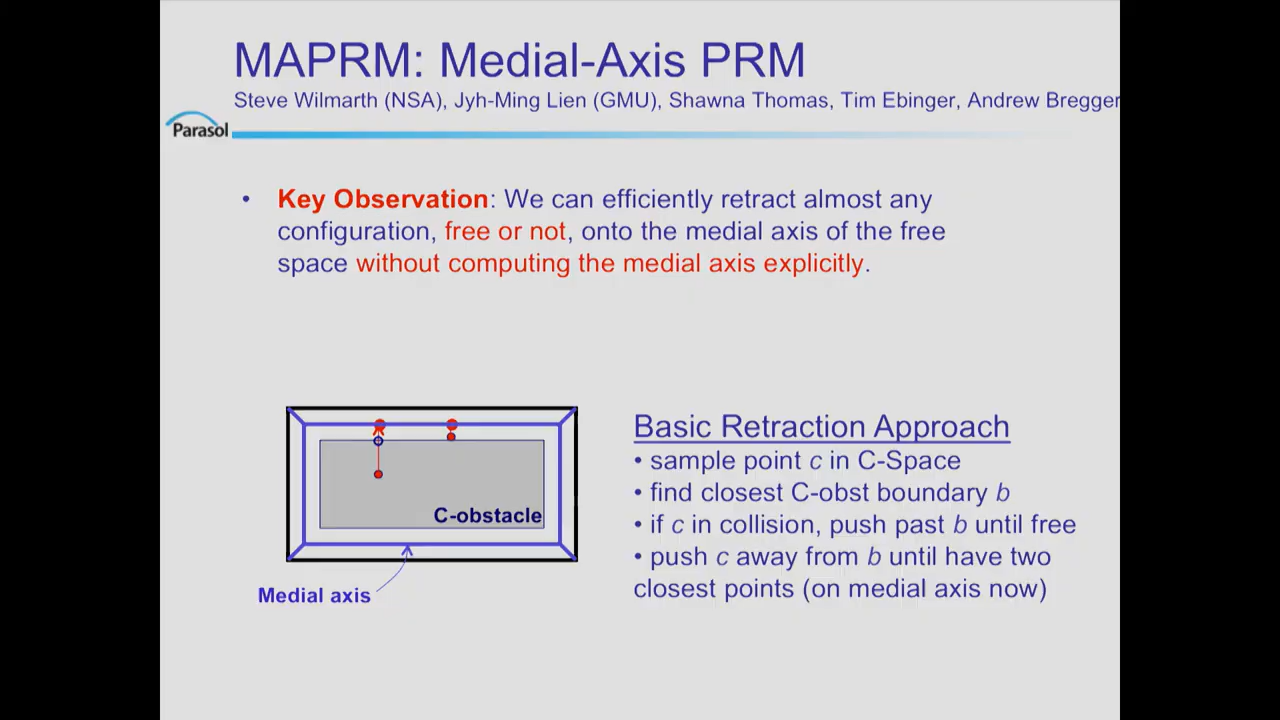 MAPRM: Medial-Axis PRM
Steve Wilmarth (NSA), Jyh-Ming Lien (GMU), Shawna Thomas, Tim Ebinger, Andrew Bregger
Parasol
• Key Observation: We can efficiently retract almost any
configuration, free or not, onto the medial axis of the free
space without computing the medial axis explicitly.
C-obstacle
Medial axis
Basic Retraction Approach
• sample point c in C-Space
• find closest C-obst boundary b
• if c in collision, push past b until free
• push c away from b until have two
closest points (on medial axis now)